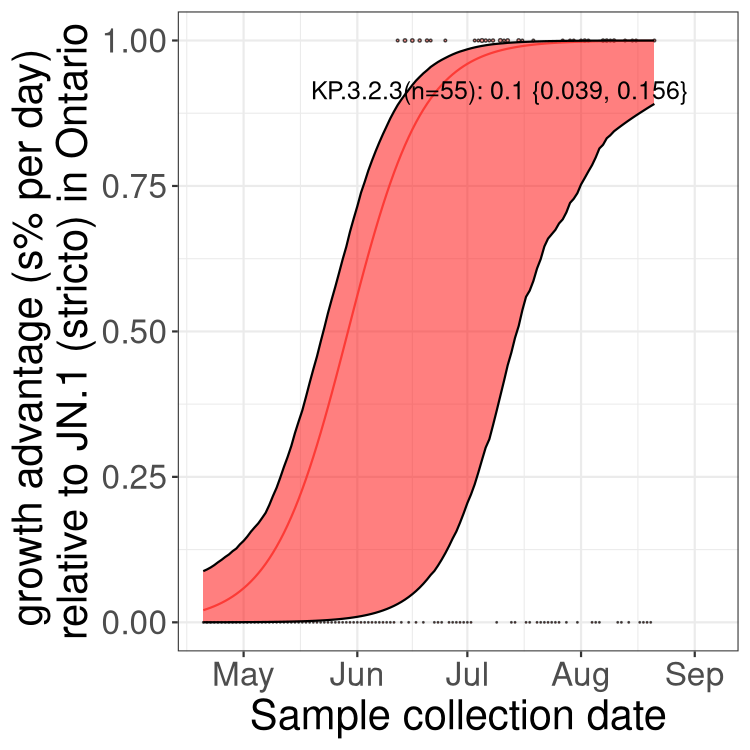 growth advantage (s% per day)
relative to JN.1 (stricto) in Ontario
1.00
0.75
0.50
0.25
0.00
KP.3.2.3(n=55): 0.1 {0.039, 0.156}
May Jun Jul Aug Sep
Sample collection date